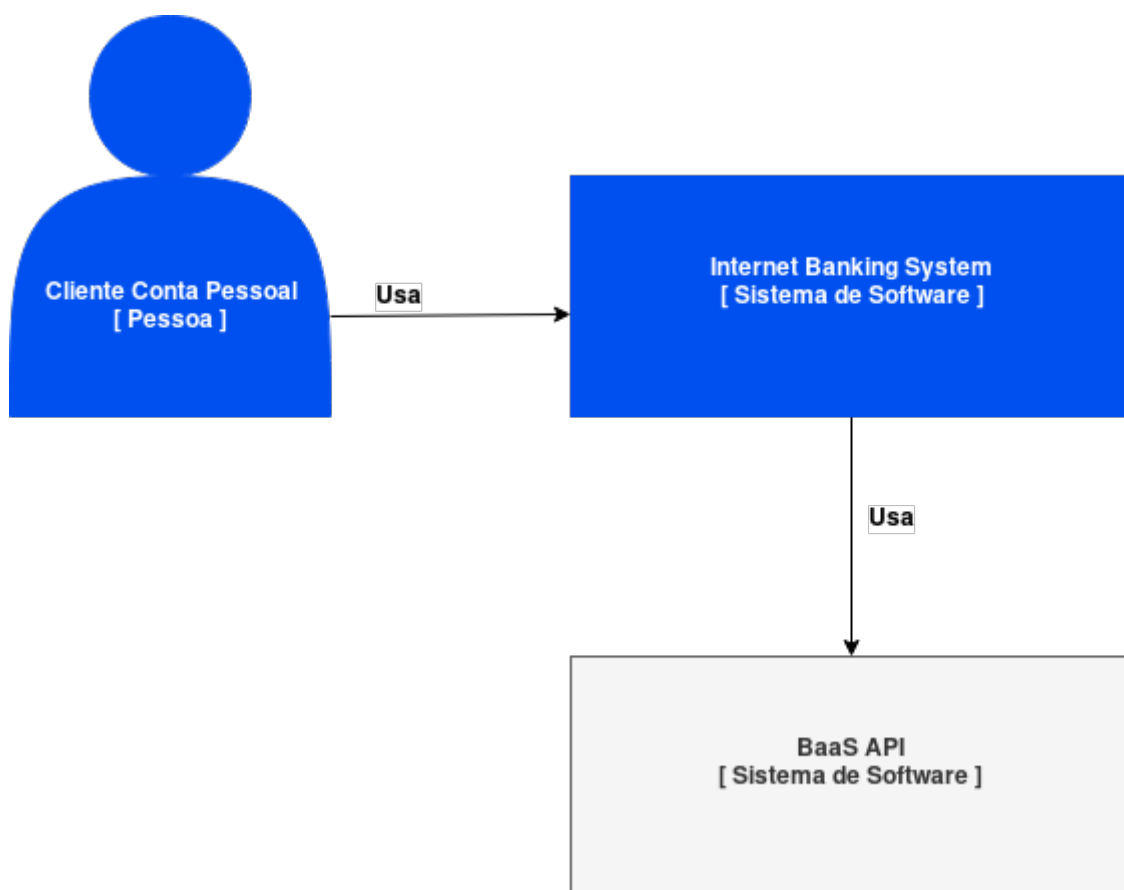 Cliente Conta Pessoal
[ Pessoa ]
Usa
Internet Banking System
[ Sistema de Software ]
Usa
BaaS API
[ Sistema de Software ]